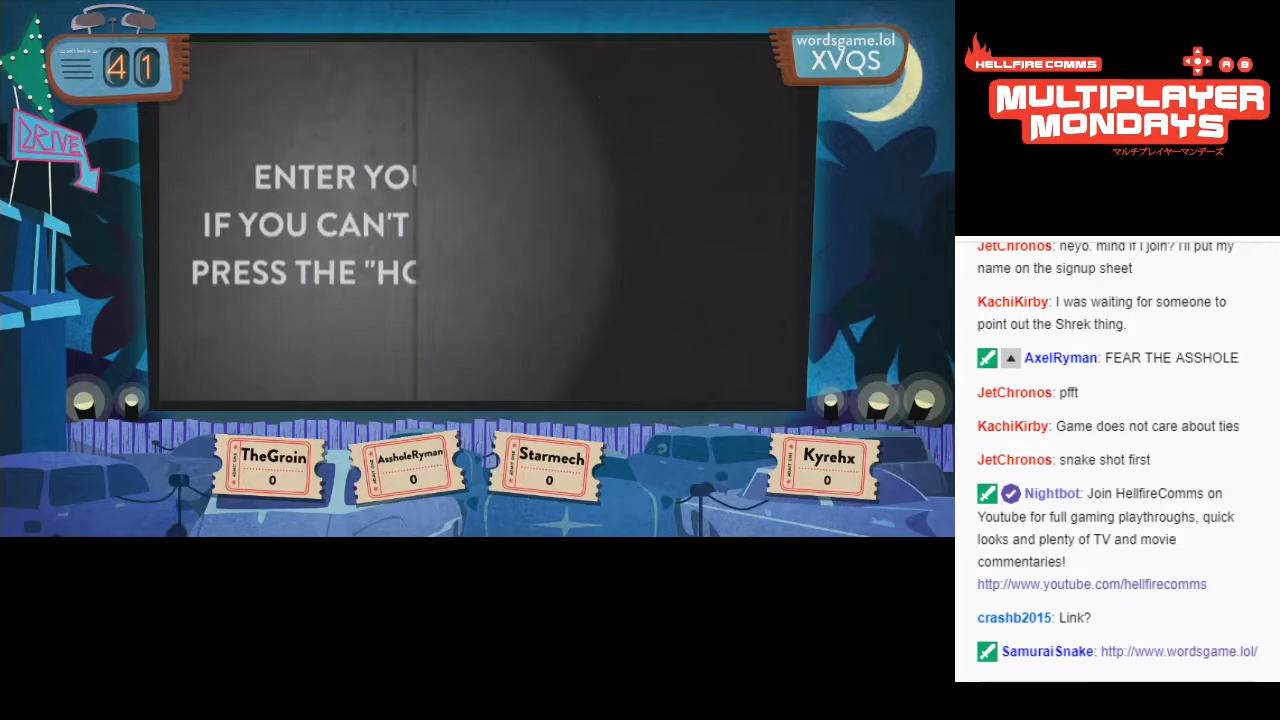 41
wordsgame.lol
XVQS
DRIVE
ENTER YOU
IF YOU CAN'T
PRESS THE "HO
TheGroin
0
AssholeRyman
0
Starmech
0
Kyrehx
0
HELLFIRECOMMS
A B
MULTIPLAYER
MONDAYS
マルチプレイヤーマンデーズ
JetChronos: heyo. mind if I join? I'll put my
name on the signup sheet
KachiKirby: I was waiting for someone to
point out the Shrek thing.
AxelRyman: FEAR THE ASSHOLE
JetChronos: pfft
KachiKirby: Game does not care about ties
JetChronos: snake shot first
Nightbot: Join HellfireComms on
Youtube for full gaming playthroughs, quick
looks and plenty of TV and movie
commentaries!
http://www.youtube.com/hellfirecomms
crashb2015: Link?
SamuraiSnake: http://www.wordsgame.lol/